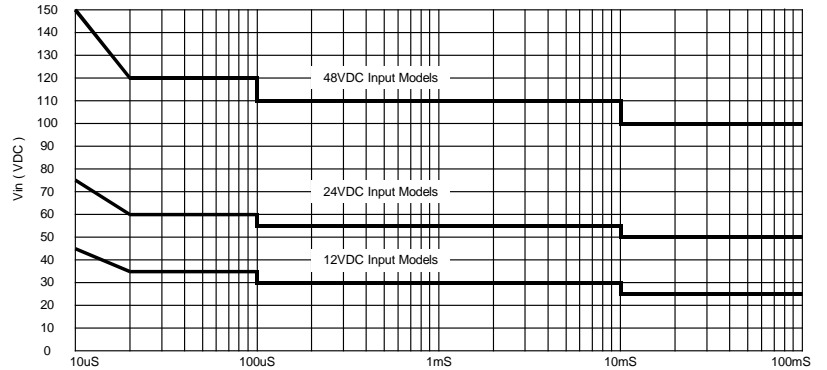 150
140
130
120
110
100
90
80
70
60
50
40
30
20
10
0
Vin ( VDC )
48VDC Input Models
24VDC Input Models
12VDC Input Models
10uS
100uS
1mS
10mS
100mS